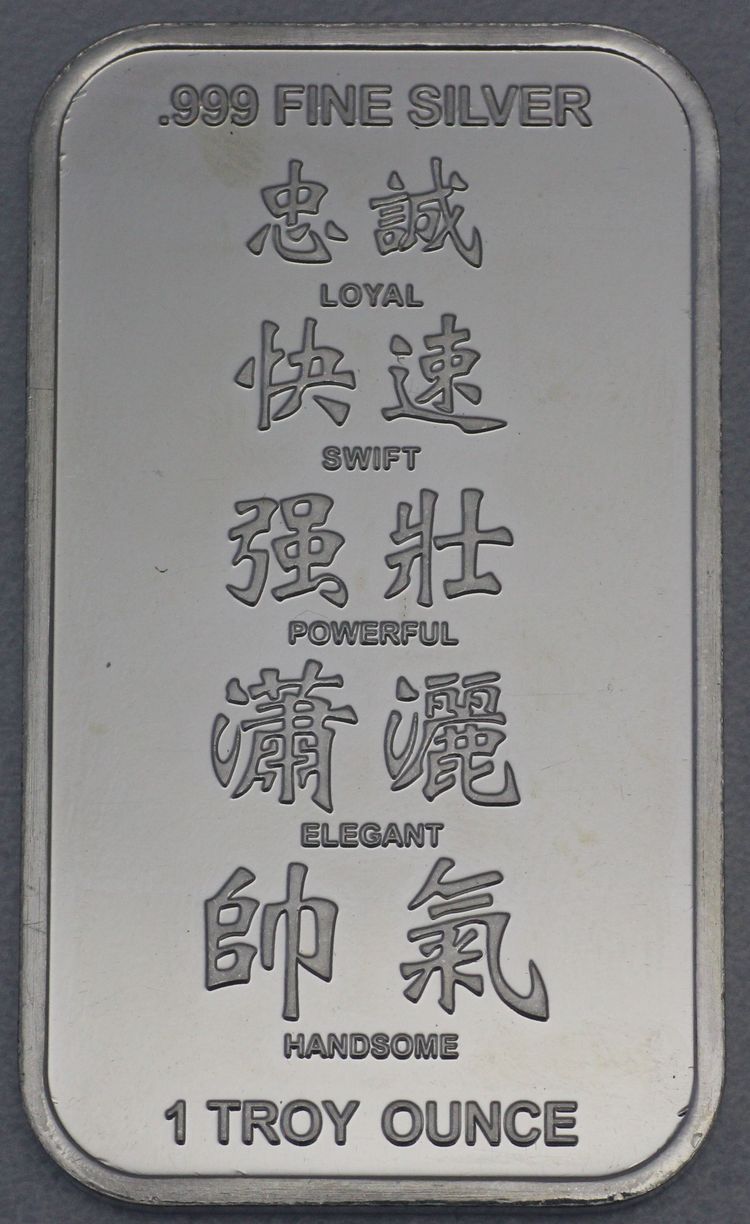 .999 FINE SILVER
忠誠
LOYAL
快速
SWIFT
强壯
POWERFUL
瀟灑
ELEGANT
帥氣
HANDSOME
1 TROY OUNCE